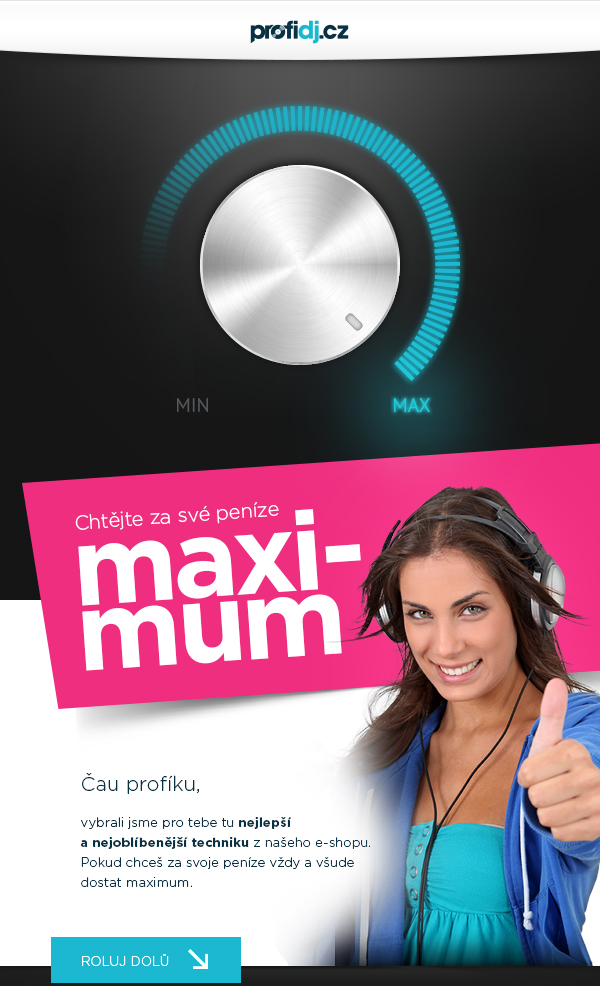 profidj.cz
MIN
MAX
Chtějte za své peníze
maxi-
mum
Čau profíku,
vybrali jsme pro tebe tu nejlepší
a nejoblíbenější techniku z našeho e-shopu.
Pokud chceš za svoje peníze vždy a všude
dostat maximum.
ROLUJ DOLŮ